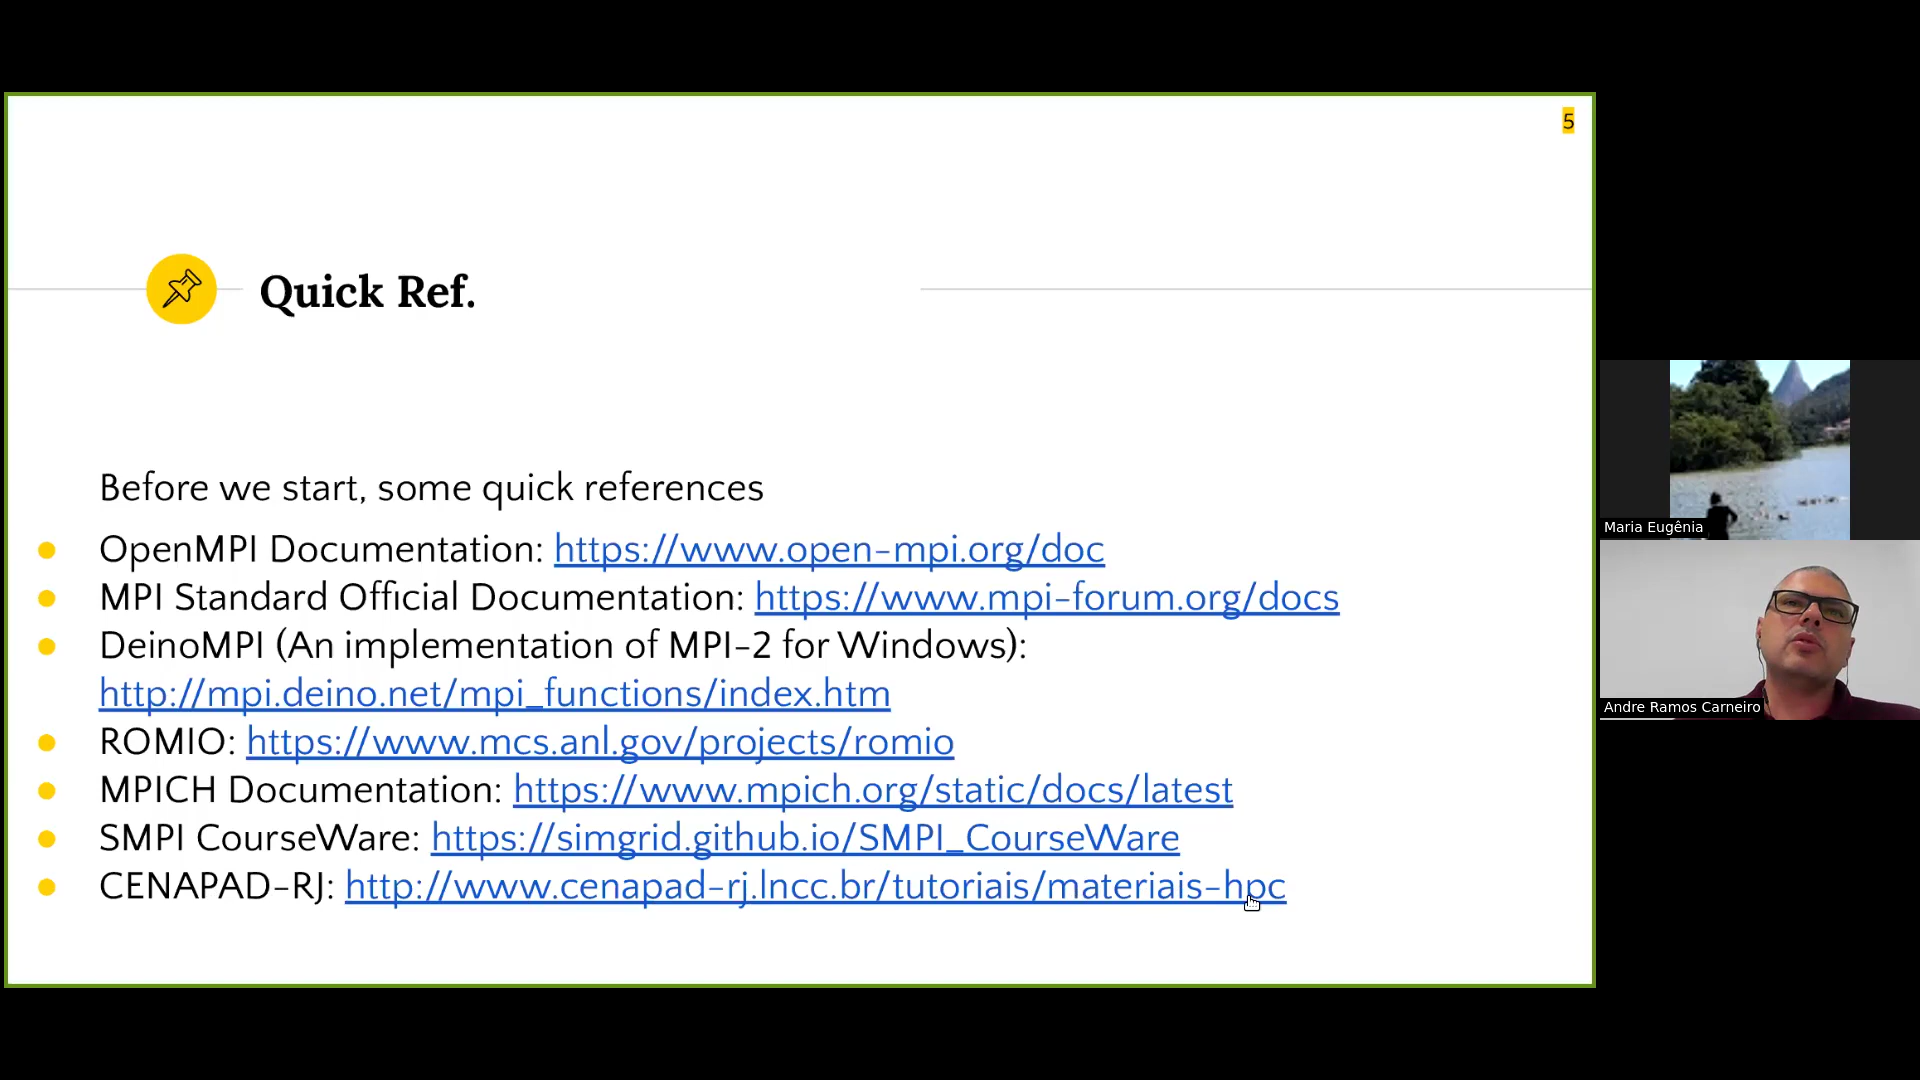 5
Quick Ref.
Before we start, some quick references
OpenMPI Documentation: https://www.open-mpi.org/doc
MPI Standard Official Documentation: https://www.mpi-forum.org/docs
DeinoMPI (An implementation of MPI-2 for Windows):
http://mpi.deino.net/mpi_functions/index.htm
ROMIO: https://www.mcs.anl.gov/projects/romio
MPICH Documentation: https://www.mpich.org/static/docs/latest
SMPI CourseWare: https://simgrid.github.io/SMPI_CourseWare
CENAPAD-RJ: http://www.cenapad-rj.lncc.br/tutoriais/materiais-hpc
Maria Eugênia
Andre Ramos Carneiro